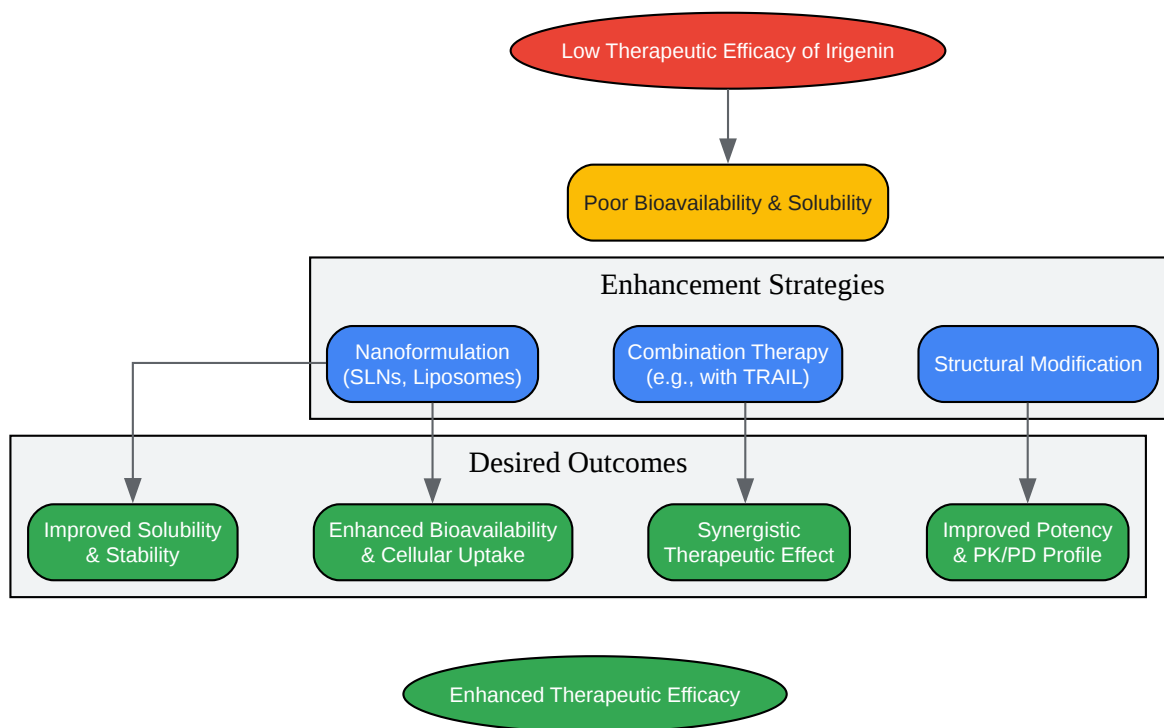 Low Therapeutic Efficacy of Irigenin
Poor Bioavailability & Solubility
Enhancement Strategies
Nanoformulation
(SLNs, Liposomes)
Combination Therapy
(e.g., with TRAIL)
Structural Modification
Desired Outcomes
Improved Solubility
& Stability
Enhanced Bioavailability
& Cellular Uptake
Synergistic
Therapeutic Effect
Improved Potency
& PK/PD Profile
Enhanced Therapeutic Efficacy